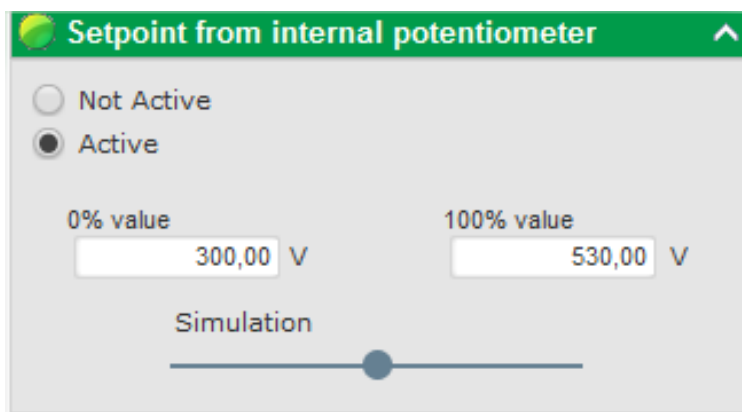 Setpoint from internal potentiometer
Not Active
Active
0% value 100% value
300,00 V 530,00 V
Simulation